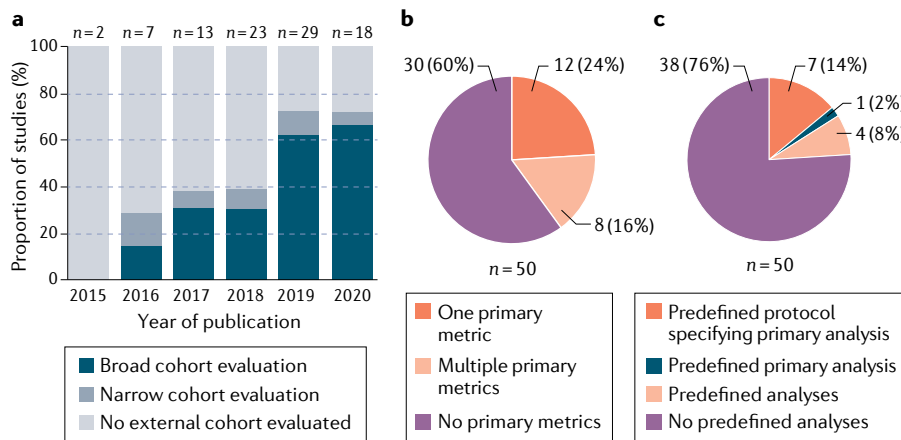 a
n=2 n=7 n=13 n=23 n=29 n=18
100
80
60
40
20
0
Proportion of studies (%)
2015 2016 2017 2018 2019 2020
Year of publication
Broad cohort evaluation
Narrow cohort evaluation
No external cohort evaluated
b
30 (60%)
12 (24%)
8 (16%)
n=50
One primary
metric
Multiple primary
metrics
No primary metrics
c
38 (76%)
7 (14%)
1 (2%)
4 (8%)
n=50
Predefined protocol
specifying primary analysis
Predefined primary analysis
Predefined analyses
No predefined analyses